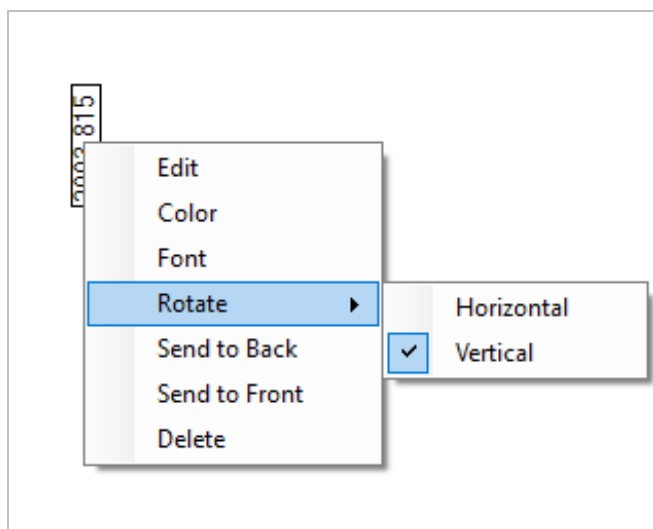 815
Edit
Color
Font
Rotate
Horizontal
Send to Back
Vertical
Send to Front
Delete